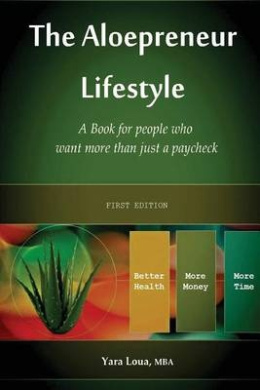 The Aloepreneur
Lifestyle
A Book for people who
want more than just a paycheck
FIRST EDITION
Better
Health
More
Money
More
Time
Yara Loua, MBA